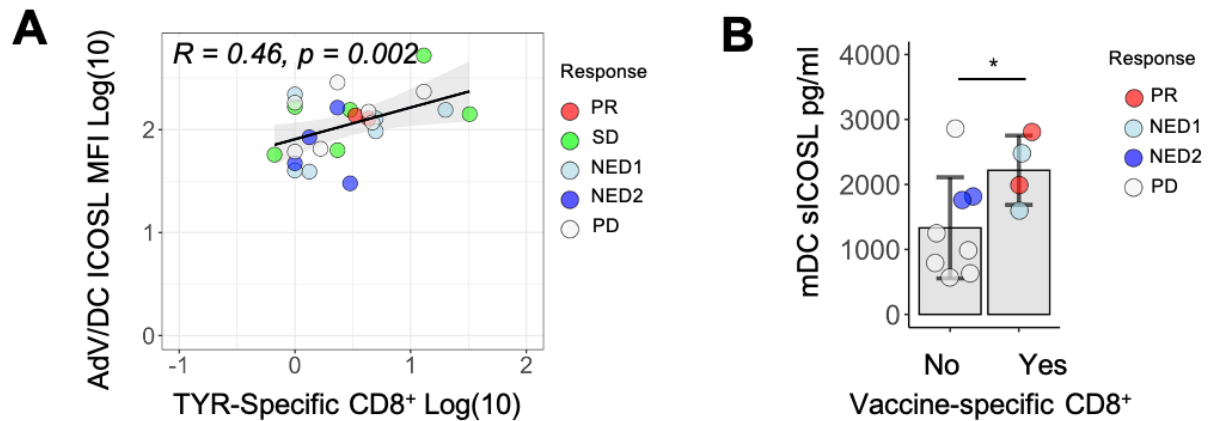 A
R = 0.46, p = 0.002
AdV/DC ICOSL MFI Log(10)
2
1
0
-1
0
1
2
TYR-Specific CD8⁺ Log(10)
Response
PR
SD
NED1
NED2
PD
B
*
mDC sICOSL pg/ml
4000
3000
2000
1000
0
No
Yes
Vaccine-specific CD8⁺
Response
PR
NED1
NED2
PD